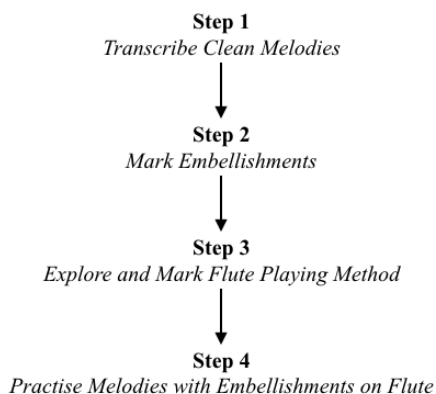 Step 1
Transcribe Clean Melodies
Step 2
Mark Embellishments
Step 3
Explore and Mark Flute Playing Method
Step 4
Practise Melodies with Embellishments on Flute